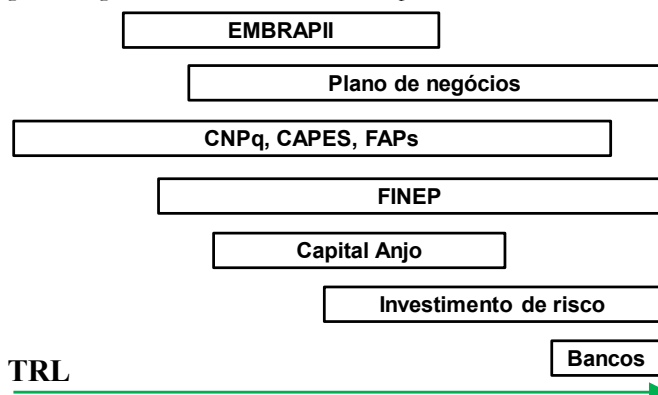 EMBRAPII
Plano de negócios
CNPq, CAPES, FAPs
FINEP
Capital Anjo
Investimento de risco
Bancos
TRL